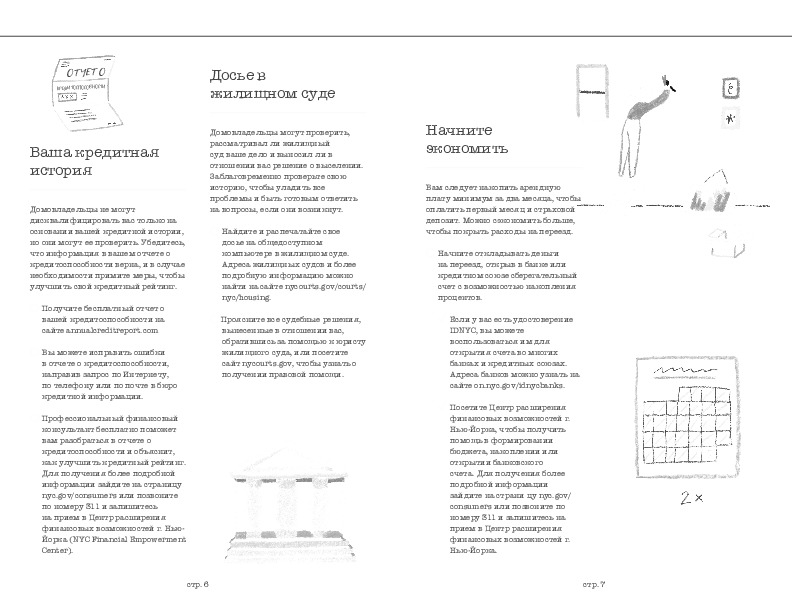 ОТЧЕТ О
КРЕДИТОСПОСОБНОСТИ
Ваша кредитная
история
Домовладельцы не могут
дисквалифицировать вас только на
основании вашей кредитной истории,
но они могут ее проверить. Убедитесь,
что информация в вашем отчете о
кредитоспособности верна, и в случае
необходимости примите меры, чтобы
улучшить свой кредитный рейтинг.
Получите бесплатный отчет о
вашей кредитоспособности на
сайте annualcreditreport.com
Вы можете исправить ошибки
в отчете о кредитоспособности,
направив запрос по Интернету,
по телефону или по почте в бюро
кредитной информации.
Профессиональный финансовый
консультант бесплатно поможет
вам разобраться в отчете о
кредитоспособности и объяснит,
как улучшить кредитный рейтинг.
Для получения более подробной
информации зайдите на страницу
nyc.gov/consumers или позвоните
по номеру 311 и запишитесь
на прием в Центр расширения
финансовых возможностей г. Нью-
Йорка (NYC Financial Empowerment
Center).
Досье в
жилищном суде
Домовладельцы могут проверить,
рассматривал ли жилищный
суд ваше дело и выносил ли в
отношении вас решение о выселении.
Заблаговременно проверьте свою
историю, чтобы уладить все
проблемы и быть готовым ответить
на вопросы, если они возникнут.
Найдите и распечатайте свое
досье на общедоступном
компьютере в жилищном суде.
Адреса жилищных судов и более
подробную информацию можно
найти на сайте nycourts.gov/courts/
nyc/housing.
Проясните все судебные решения,
вынесенные в отношении вас,
обратившись за помощью к юристу
жилищного суда, или посетите
сайт nycourts.gov, чтобы узнать о
получении правовой помощи.
стр. 6
Начните
экономить
Вам следует накопить арендную
плату минимум за два месяца, чтобы
оплатить первый месяц и страховой
депозит. Можно сэкономить больше,
чтобы покрыть расходы на переезд.
Начните откладывать деньги
на переезд, открыв в банке или
кредитном союзе сберегательный
счет с возможностью накопления
процентов.
Если у вас есть удостоверение
IDNYC, вы можете
воспользоваться им для
открытия счета во многих
банках и кредитных союзах.
Адреса банков можно узнать на
сайте on.nyc.gov/idnycbanks.
Посетите Центр расширения
финансовых возможностей г.
Нью-Йорка, чтобы получить
помощь в формировании
бюджета, накоплении или
открытии банковского
счета. Для получения более
подробной информации
зайдите на страницу nyc.gov/
consumers или позвоните по
номеру 311 и запишитесь на
прием в Центр расширения
финансовых возможностей г.
Нью-Йорка.
2 x
стр. 7